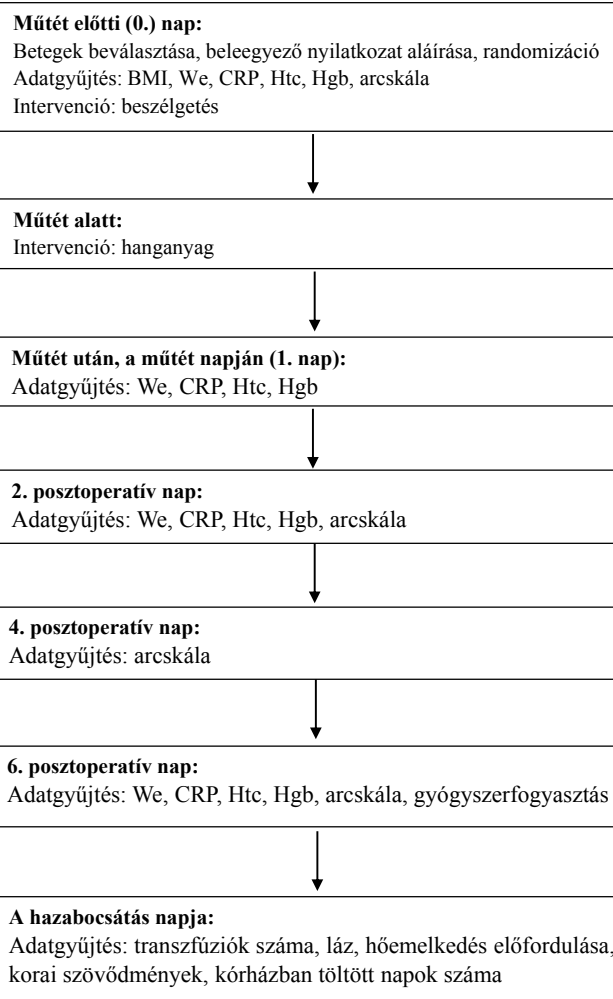 Műtét előtti (0.) nap:
Betegek beválasztása, beleegyező nyilatkozat aláírása, randomizáció
Adatgyűjtés: BMI, We, CRP, Htc, Hgb, arcskála
Intervenció: beszélgetés
Műtét alatt:
Intervenció: hanganyag
Műtét után, a műtét napján (1. nap):
Adatgyűjtés: We, CRP, Htc, Hgb
2. posztoperatív nap:
Adatgyűjtés: We, CRP, Htc, Hgb, arcskála
4. posztoperatív nap:
Adatgyűjtés: arcskála
6. posztoperatív nap:
Adatgyűjtés: We, CRP, Htc, Hgb, arcskála, gyógyszerfogyasztás
A hazabocsátás napja:
Adatgyűjtés: transzfúziók száma, láz, hőemelkedés előfordulása,
korai szövődmények, kórházban töltött napok száma